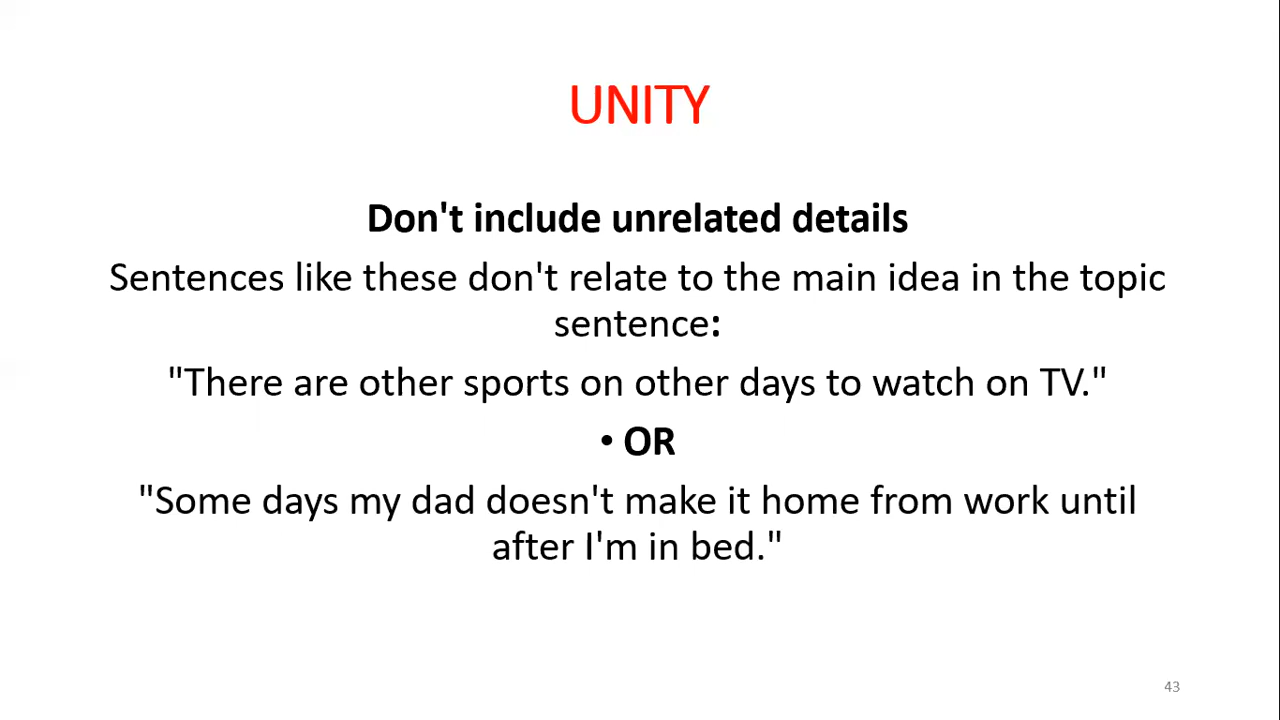 UNITY
Don't include unrelated details
Sentences like these don't relate to the main idea in the topic
sentence:
"There are other sports on other days to watch on TV."
• OR
"Some days my dad doesn't make it home from work until
after I'm in bed."
43